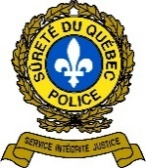 SÛRETÉ DU QUÉBEC
POLICE
SERVICE INTÉGRITÉ JUSTICE